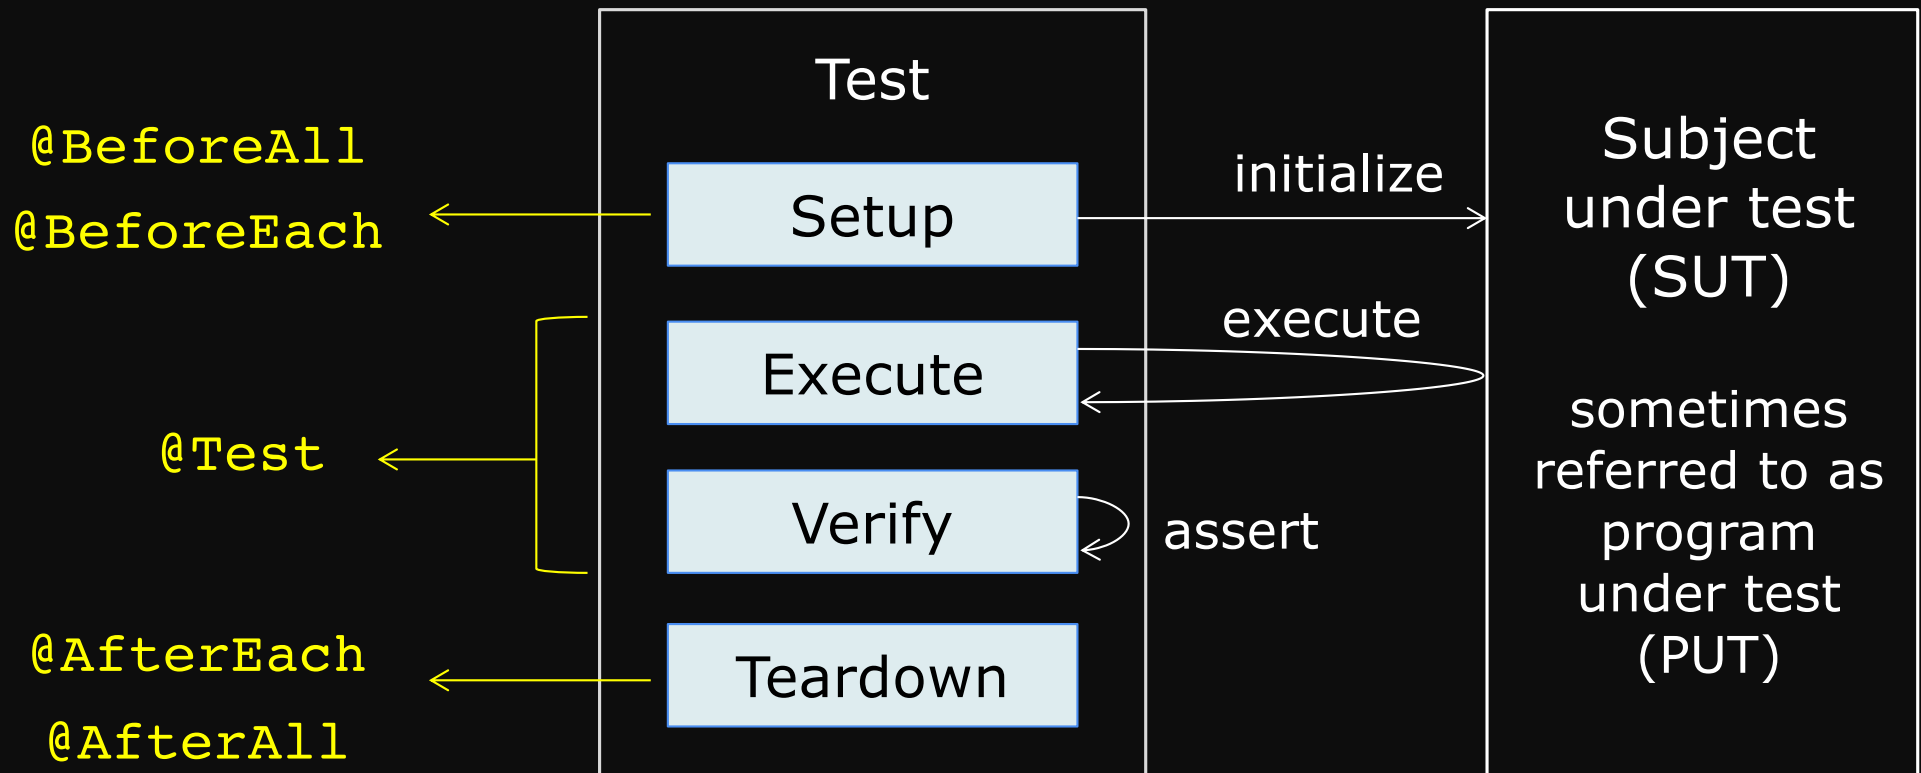 @BeforeAll
@BeforeEach
@Test
@AfterEach
@AfterAll
Test
Setup
Execute
Verify
Teardown
initialize
execute
assert
Subject
under test
(SUT)
sometimes
referred to as
program
under test
(PUT)